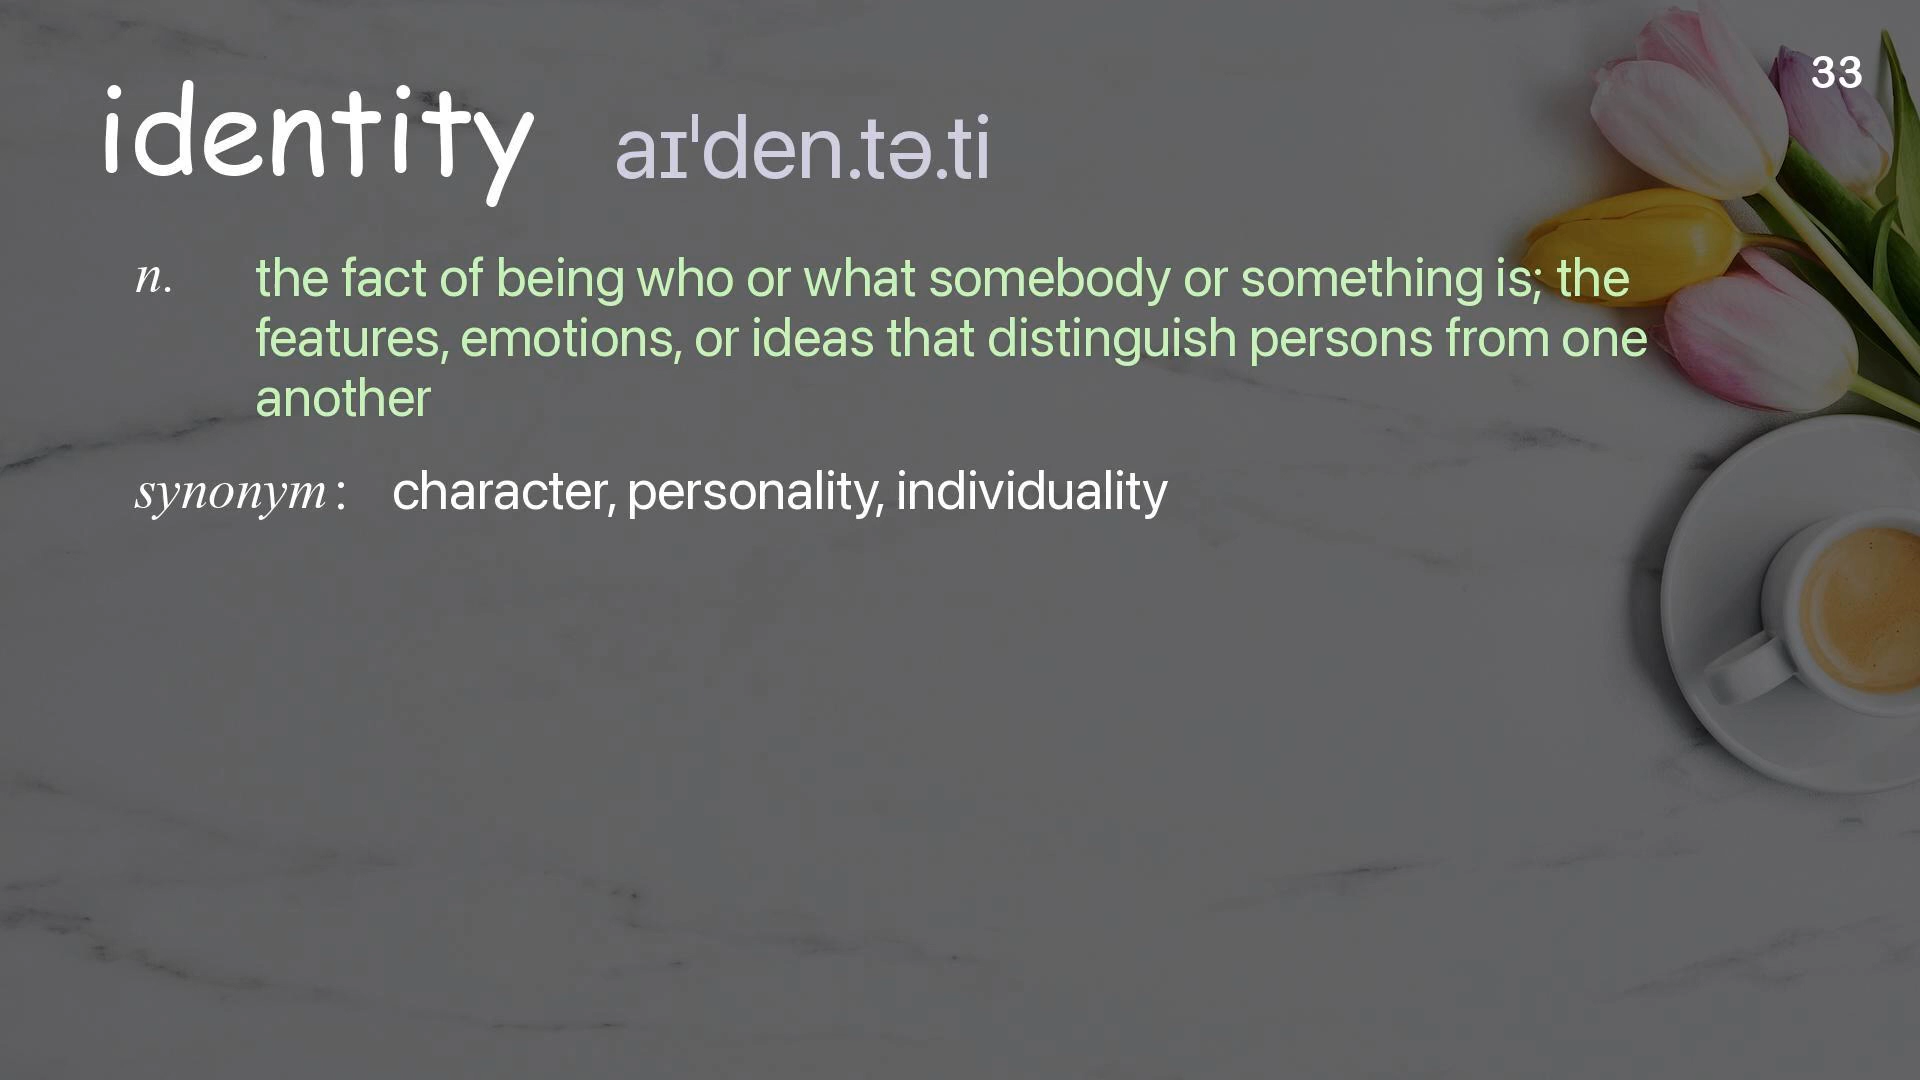 33
identity aɪˈden.tə.ti
n. the fact of being who or what somebody or something is; the
features, emotions, or ideas that distinguish persons from one
another
synonym: character, personality, individuality